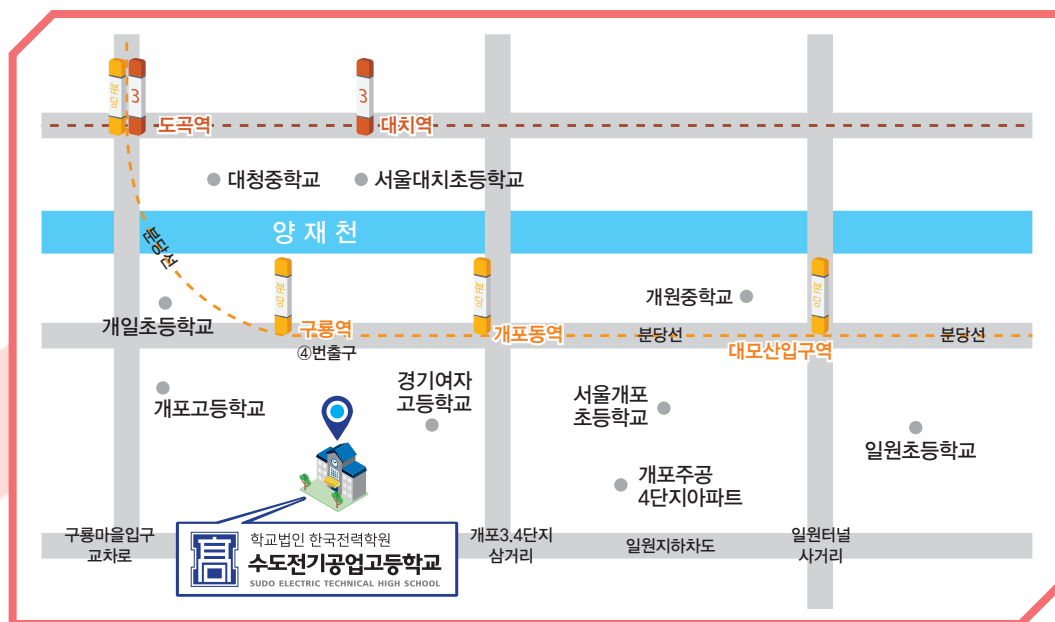 분당
3
도곡역
3
대치역
대청중학교
서울대치초등학교
양재천
분당선
분당
분당
분당
개원중학교
개일초등학교
구룡역
④번출구
개포동역
분당선
대모산입구역
분당선
개포고등학교
경기여자
고등학교
서울개포
초등학교
일원초등학교
개포주공
4단지아파트
구룡마을입구
교차로
학교법인 한국전력학원
수도전기공업고등학교
SUDO ELECTRIC TECHNICAL HIGH SCHOOL
개포3.4단지
삼거리
일원지하차도
일원터널
사거리